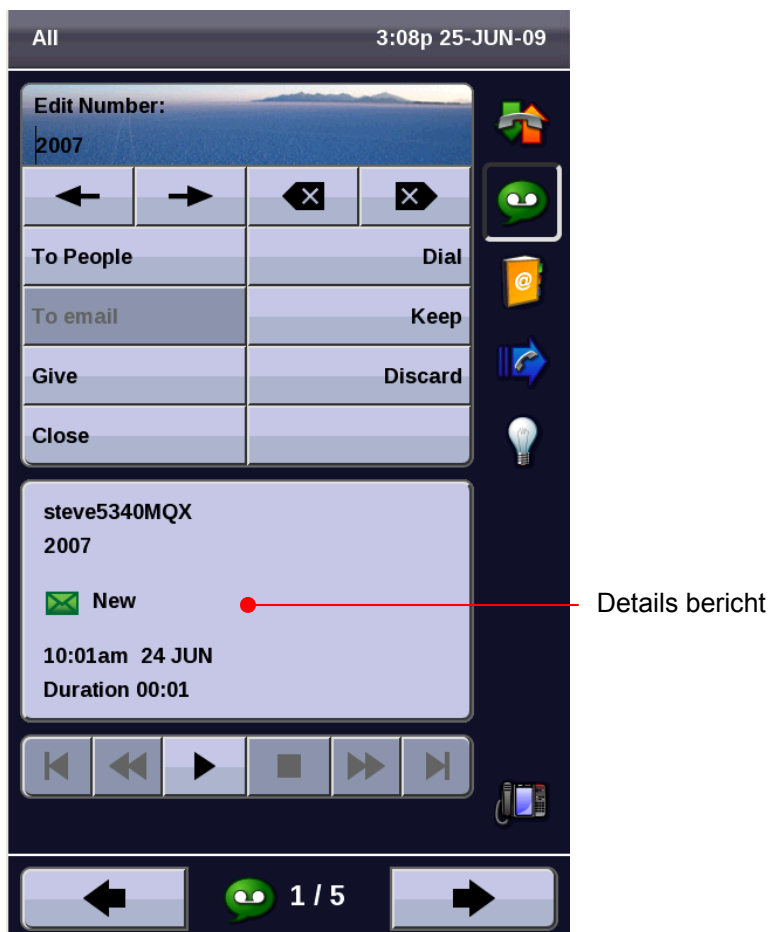 All 3:08p 25-JUN-09
Edit Number:
2007
To People Dial
To email Keep
Give Discard
Close
steve5340MQX
2007
New
Details bericht
10:01am 24 JUN
Duration 00:01
1 / 5